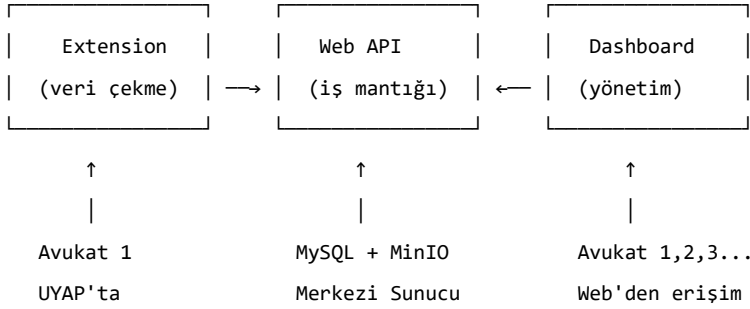 Extension Web API Dashboard
(veri çekme) ──→ (iş mantığı) ←── (yönetim)
↑ ↑ ↑
Avukat 1 MySQL + MinIO Avukat 1,2,3...
UYAP'ta Merkezi Sunucu Web'den erişim